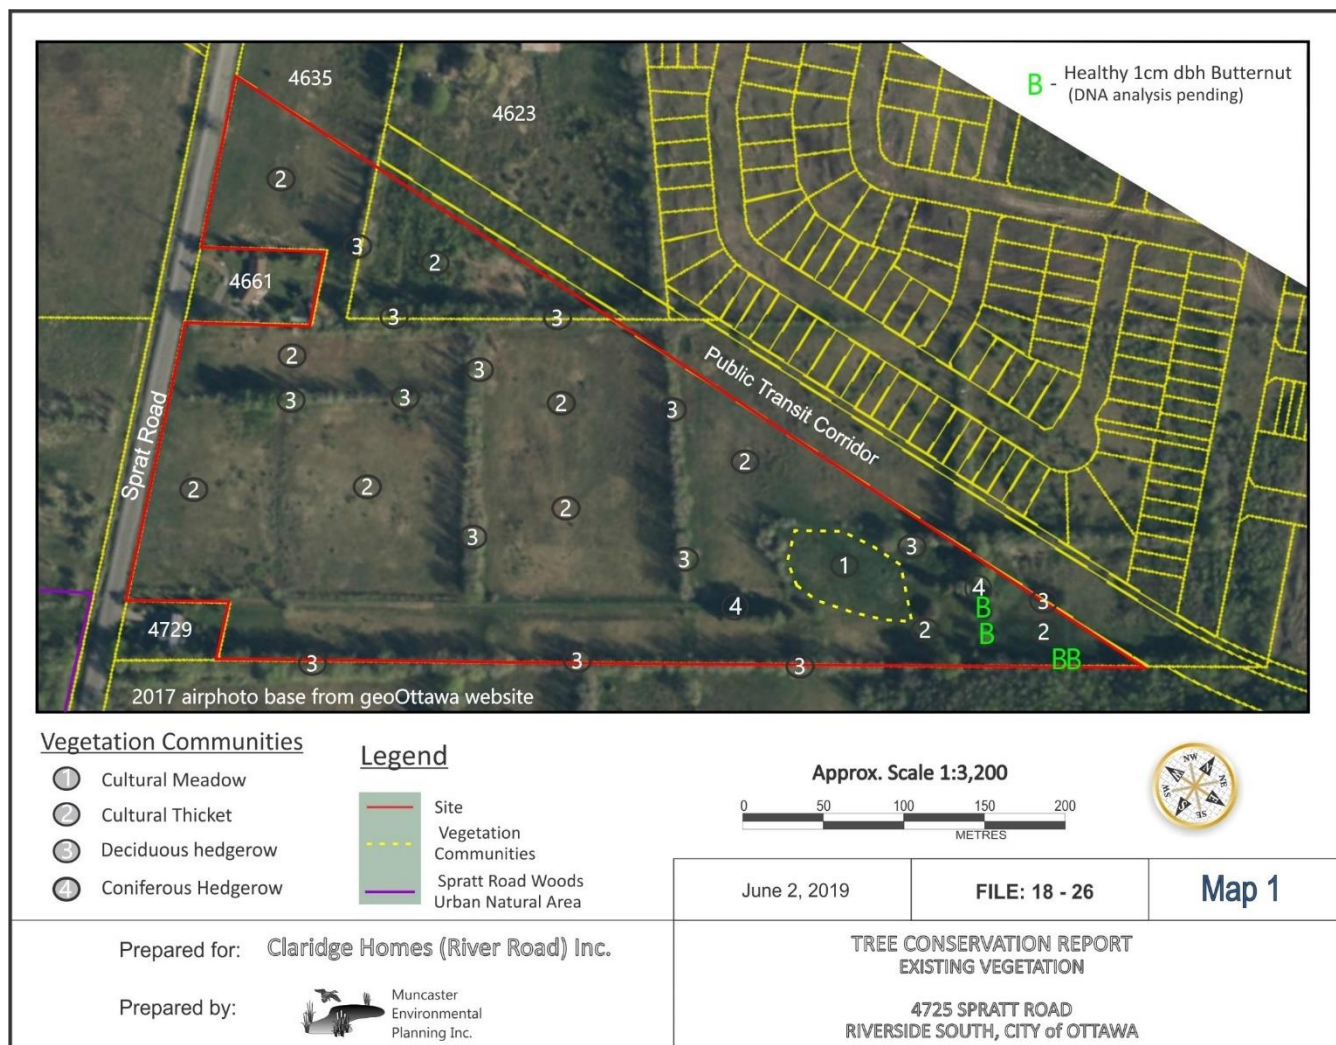 4635
4623
B - Healthy 1cm dbh Butternut
(DNA analysis pending)
2
3
2
4661
3
3
2
3
3
3
2
3
Public Transit Corridor
Sprat Road
2
2
2
2
3
3
3
1
4
4
B
3
4729
2
B
2
3
3
3
BB
2017 airphoto base from geoOttawa website
Vegetation Communities
1 Cultural Meadow
2 Cultural Thicket
3 Deciduous hedgerow
4 Coniferous Hedgerow
Legend
Site
Vegetation
Communities
Spratt Road Woods
Urban Natural Area
Approx. Scale 1:3,200
0 50 100 150 200
METRES
NW N NE E SE S SW W
June 2, 2019
FILE: 18 - 26
Map 1
Prepared for: Claridge Homes (River Road) Inc.
Prepared by:
Muncaster
Environmental
Planning Inc.
TREE CONSERVATION REPORT
EXISTING VEGETATION
4725 SPRATT ROAD
RIVERSIDE SOUTH, CITY of OTTAWA